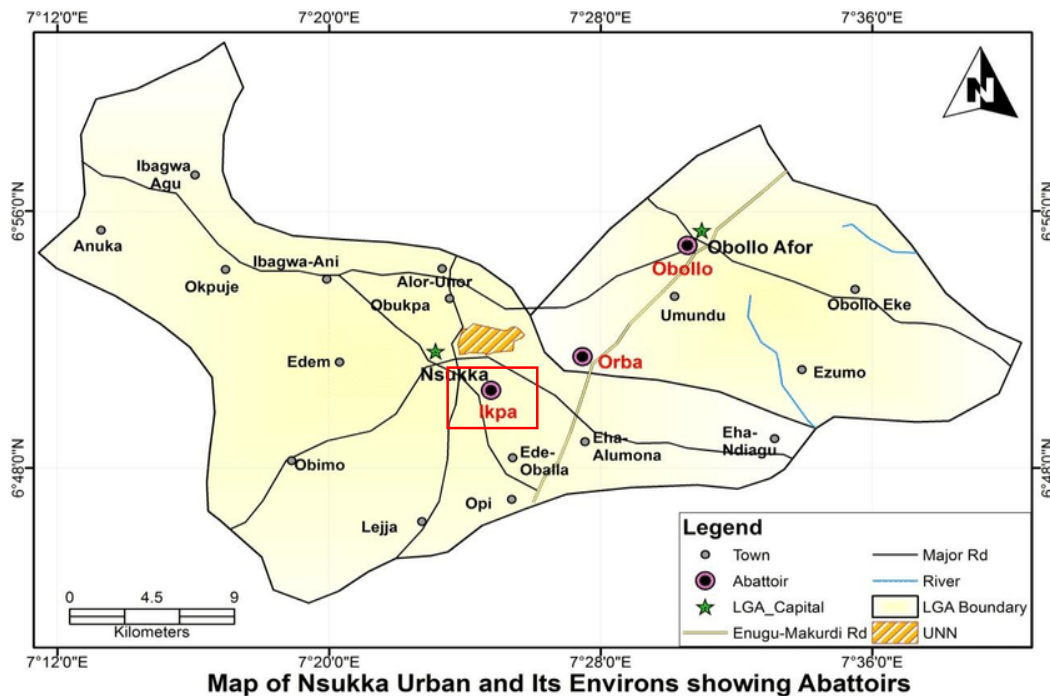 7°12'0"E 7°20'0"E 7°28'0"E 7°36'0"E
N
6°56'0"N 6°56'0"N
6°48'0"N 6°48'0"N
Ibagwa
Agu
Anuka
Okpuje
Ibagwa-Ani
Alor-Unor
Obukpa
Edem
Nsukka
Ikpa
Obimo
Lejja
Opi
Ede-
Oballa
Eha-
Alumona
Eha-
Ndiagu
Orba
Obollo Afor
Obollo
Umundu
Obollo Eke
Ezumo
0 4.5 9
Kilometers
Legend
Town
Abattoir
LGA_Capital
Enugu-Makurdi Rd
Major Rd
River
LGA Boundary
UNN
7°12'0"E 7°20'0"E 7°28'0"E 7°36'0"E
Map of Nsukka Urban and Its Environs showing Abattoirs